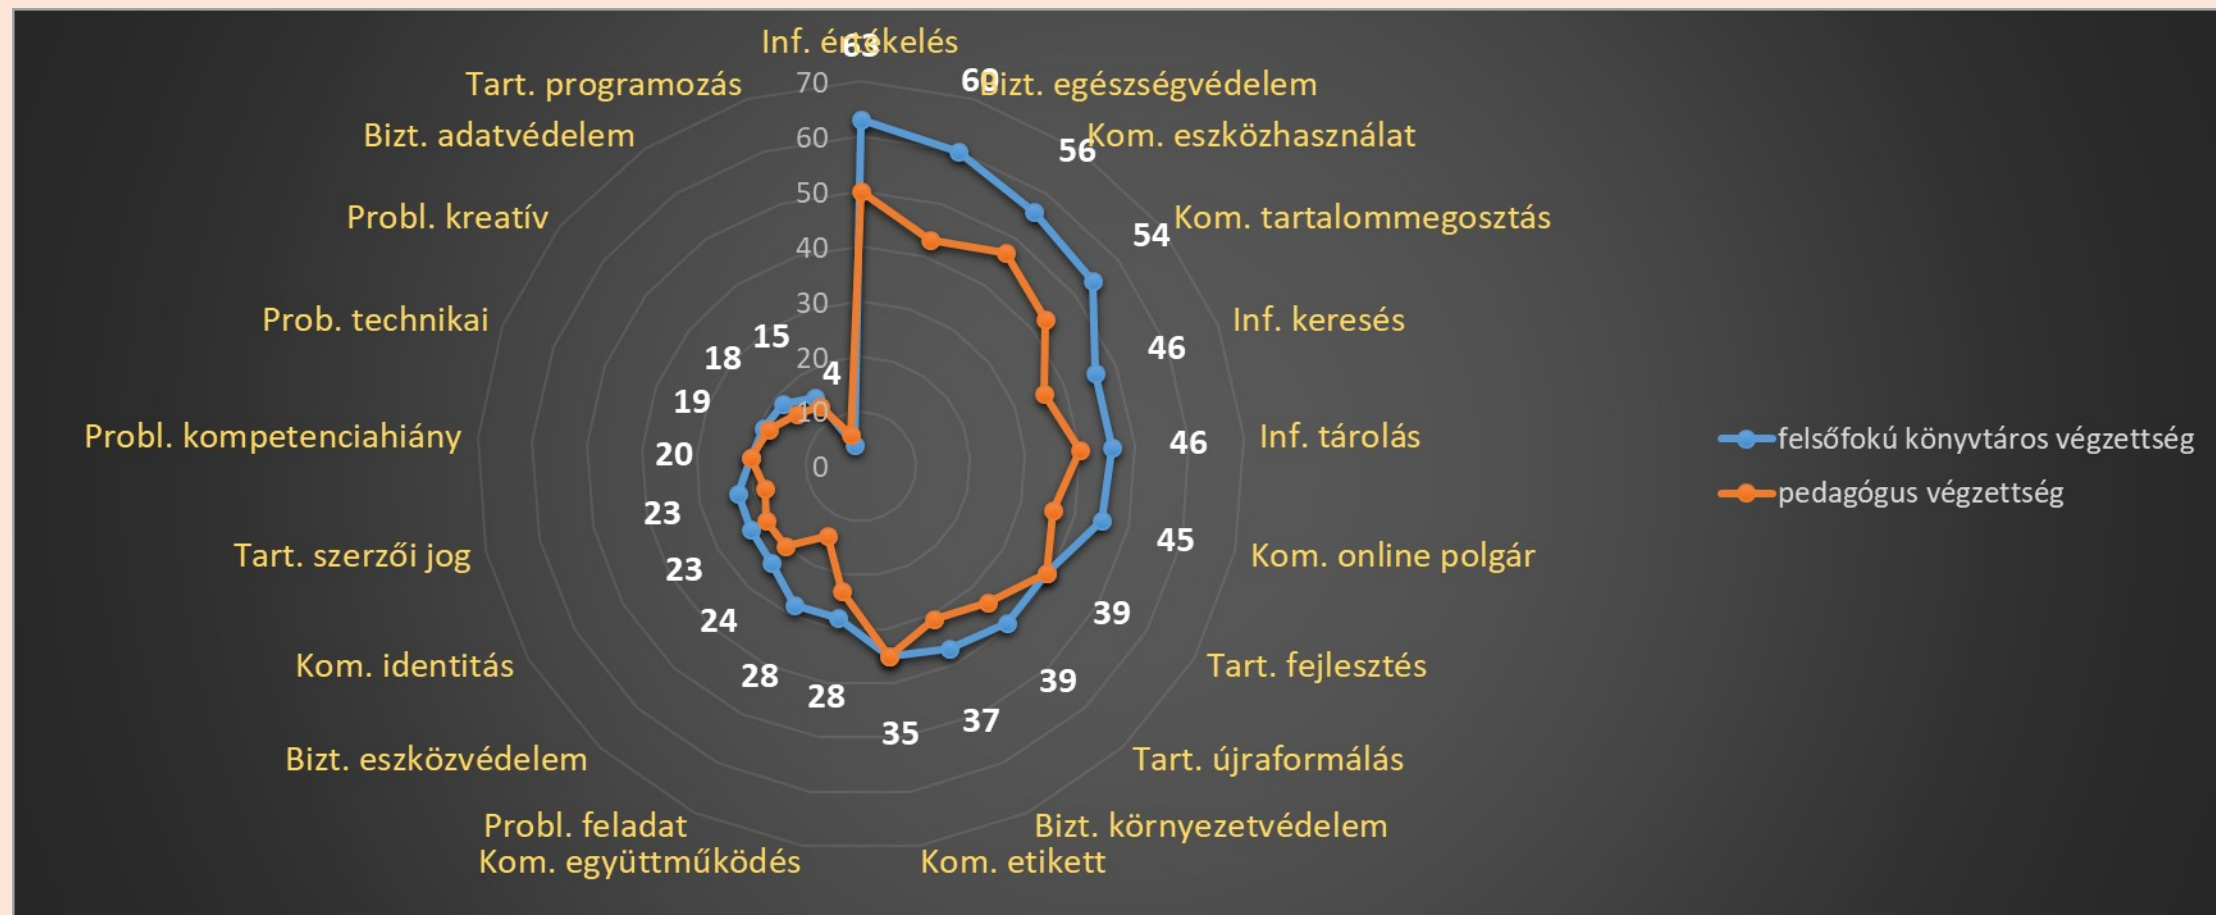 Inf. értékelés
Bizt. egészségvédelem
Kom. eszközhasználat
Kom. tartalommegosztás
Inf. keresés
Inf. tárolás
Kom. online polgár
Tart. fejlesztés
Tart. újraformálás
Bizt. környezetvédelem
Kom. etikett
Kom. együttműködés
Probl. feladat
Bizt. eszközvédelem
Kom. identitás
Tart. szerzői jog
Probl. kompetenciahiány
Prob. technikai
Probl. kreatív
Bizt. adatvédelem
Tart. programozás
63
60
56
54
46
46
45
39
39
37
35
28
28
24
23
23
20
19
18
15
4
70
60
50
40
30
20
10
0
felsőfokú könyvtáros végzettség
pedagógus végzettség